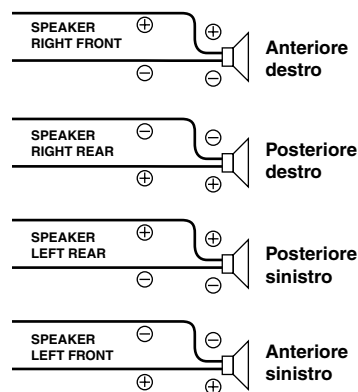 SPEAKER
RIGHT FRONT
+
+
−
−
Anteriore
destro
SPEAKER
RIGHT REAR
−
−
+
+
Posteriore
destro
SPEAKER
LEFT REAR
+
+
−
−
Posteriore
sinistro
SPEAKER
LEFT FRONT
−
−
+
+
Anteriore
sinistro